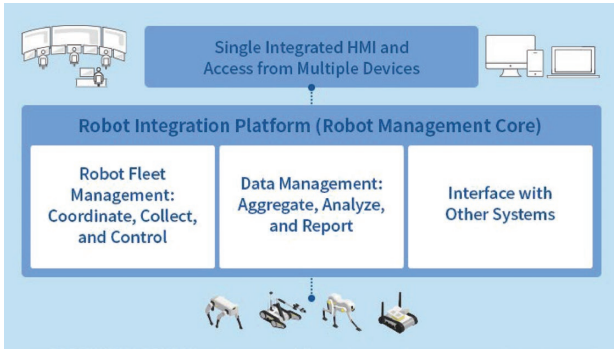 Single Integrated HMI and
Access from Multiple Devices
Robot Integration Platform (Robot Management Core)
Robot Fleet
Management:
Coordinate, Collect,
and Control
Data Management:
Aggregate, Analyze,
and Report
Interface with
Other Systems